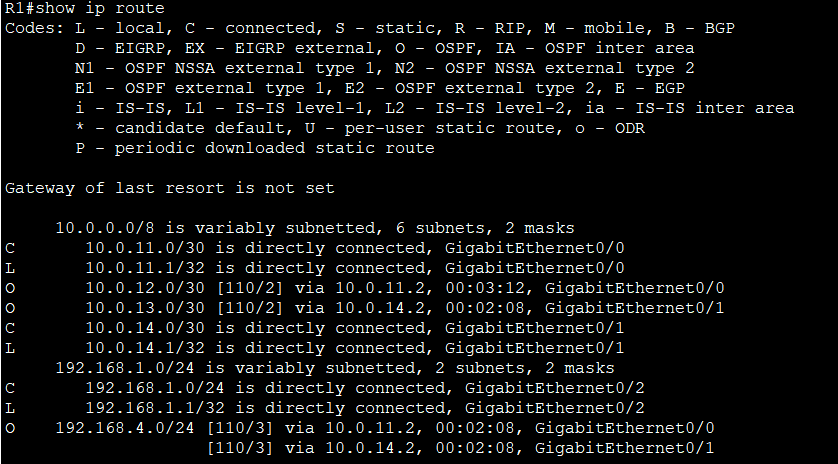 R1#show ip route
Codes: L - local, C - connected, S - static, R - RIP, M - mobile, B - BGP
       D - EIGRP, EX - EIGRP external, O - OSPF, IA - OSPF inter area
       N1 - OSPF NSSA external type 1, N2 - OSPF NSSA external type 2
       E1 - OSPF external type 1, E2 - OSPF external type 2, E - EGP
       i - IS-IS, L1 - IS-IS level-1, L2 - IS-IS level-2, ia - IS-IS inter area
       * - candidate default, U - per-user static route, o - ODR
       P - periodic downloaded static route

Gateway of last resort is not set

     10.0.0.0/8 is variably subnetted, 6 subnets, 2 masks
C       10.0.11.0/30 is directly connected, GigabitEthernet0/0
L       10.0.11.1/32 is directly connected, GigabitEthernet0/0
O       10.0.12.0/30 [110/2] via 10.0.11.2, 00:03:12, GigabitEthernet0/0
O       10.0.13.0/30 [110/2] via 10.0.14.2, 00:02:08, GigabitEthernet0/1
C       10.0.14.0/30 is directly connected, GigabitEthernet0/1
L       10.0.14.1/32 is directly connected, GigabitEthernet0/1
     192.168.1.0/24 is variably subnetted, 2 subnets, 2 masks
C       192.168.1.0/24 is directly connected, GigabitEthernet0/2
L       192.168.1.1/32 is directly connected, GigabitEthernet0/2
O    192.168.4.0/24 [110/3] via 10.0.11.2, 00:02:08, GigabitEthernet0/0
                    [110/3] via 10.0.14.2, 00:02:08, GigabitEthernet0/1